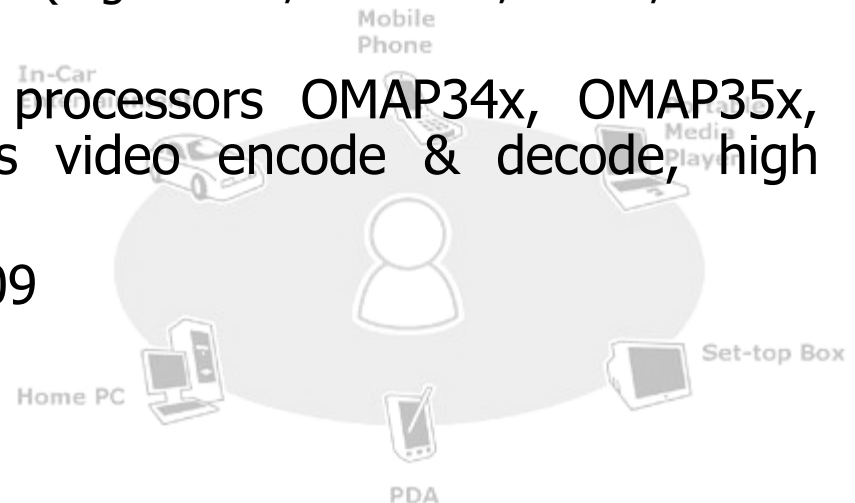 Mobile
Phone
In-Car
processors OMAP34x, OMAP35x,
Portable
Media
Player
s video encode & decode, high
09
Set-top Box
Home PC
PDA